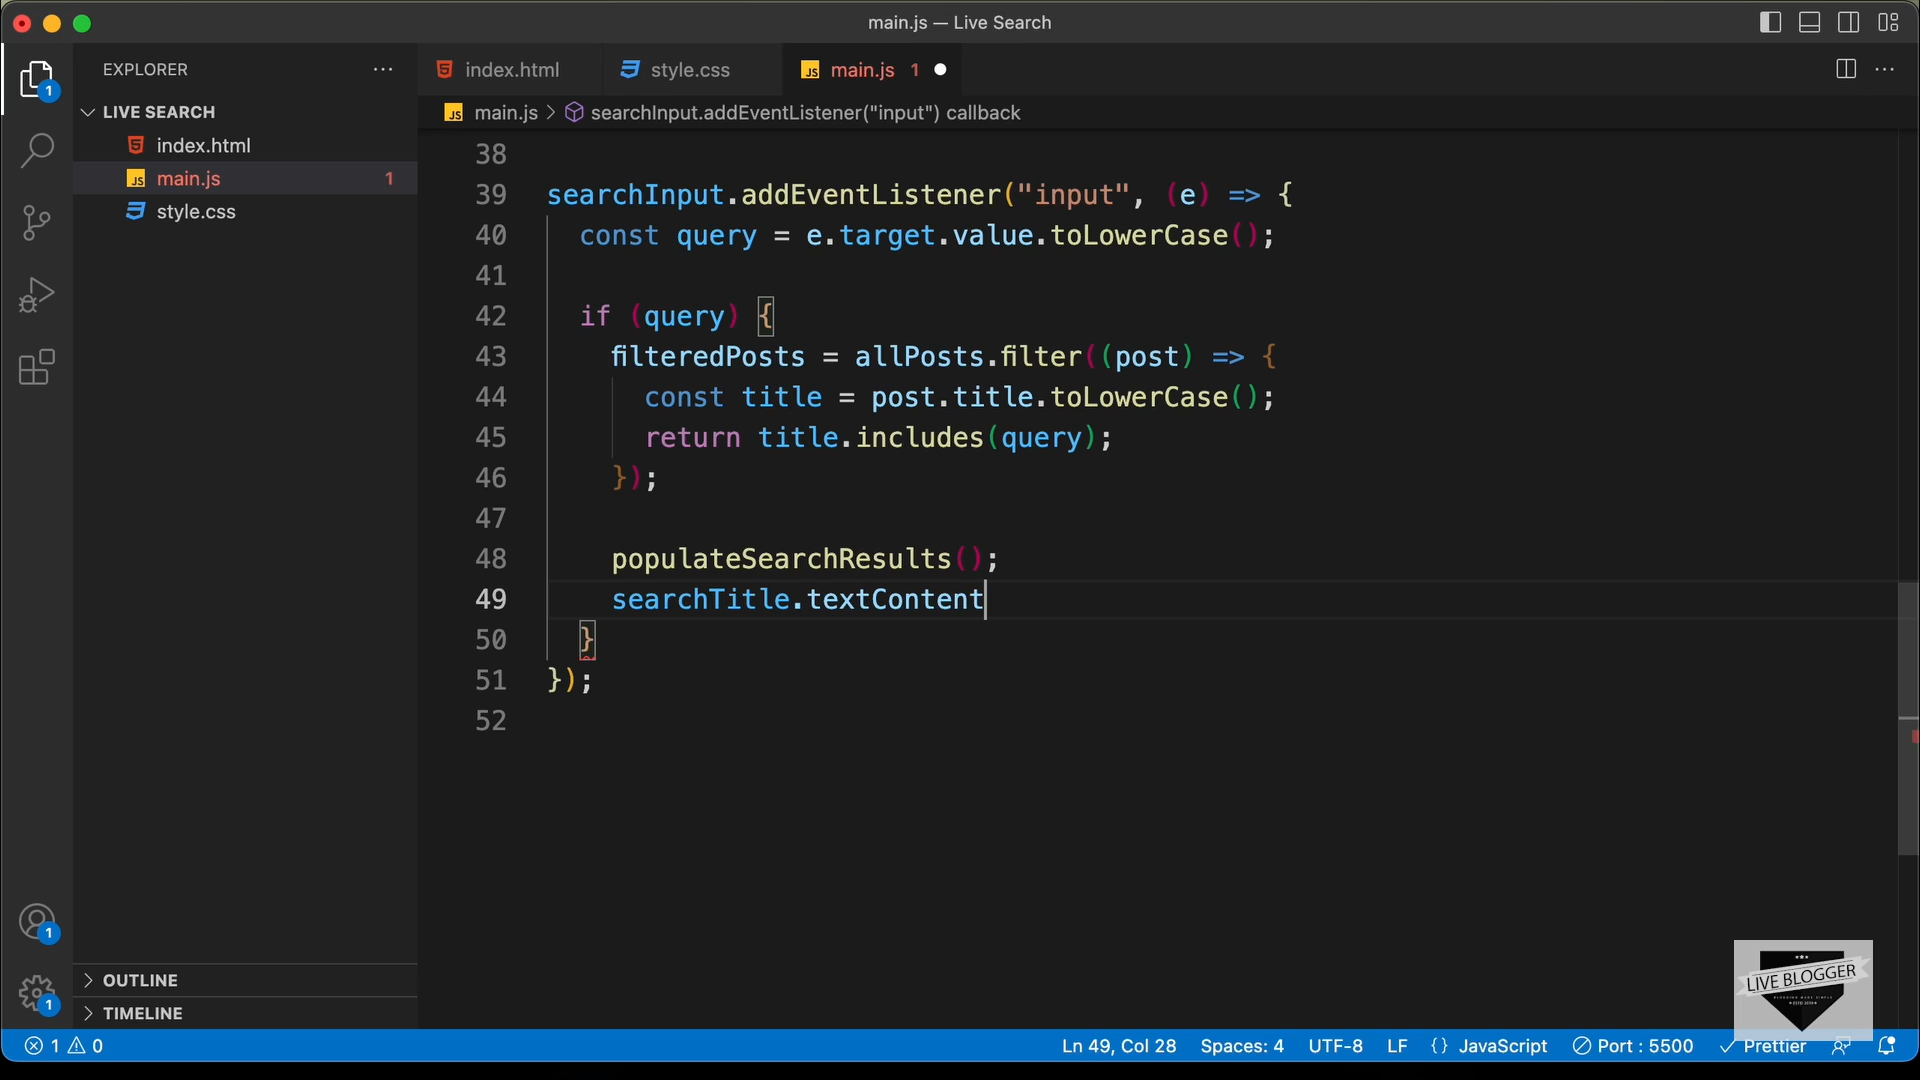 main.js — Live Search
EXPLORER
index.html
style.css
main.js 1
LIVE SEARCH
main.js > searchInput.addEventListener("input") callback
index.html
main.js 1
style.css
38
39 searchInput.addEventListener("input", (e) => {
40 const query = e.target.value.toLowerCase();
41
42 if (query) {
43 filteredPosts = allPosts.filter((post) => {
44 const title = post.title.toLowerCase();
45 return title.includes(query);
46 });
47
48 populateSearchResults();
49 searchTitle.textContent
50 }
51 });
52
1
1
1
OUTLINE
TIMELINE
LIVE BLOGGER
1 0
Ln 49, Col 28
Spaces: 4
UTF-8
LF
{} JavaScript
Port : 5500
Prettier